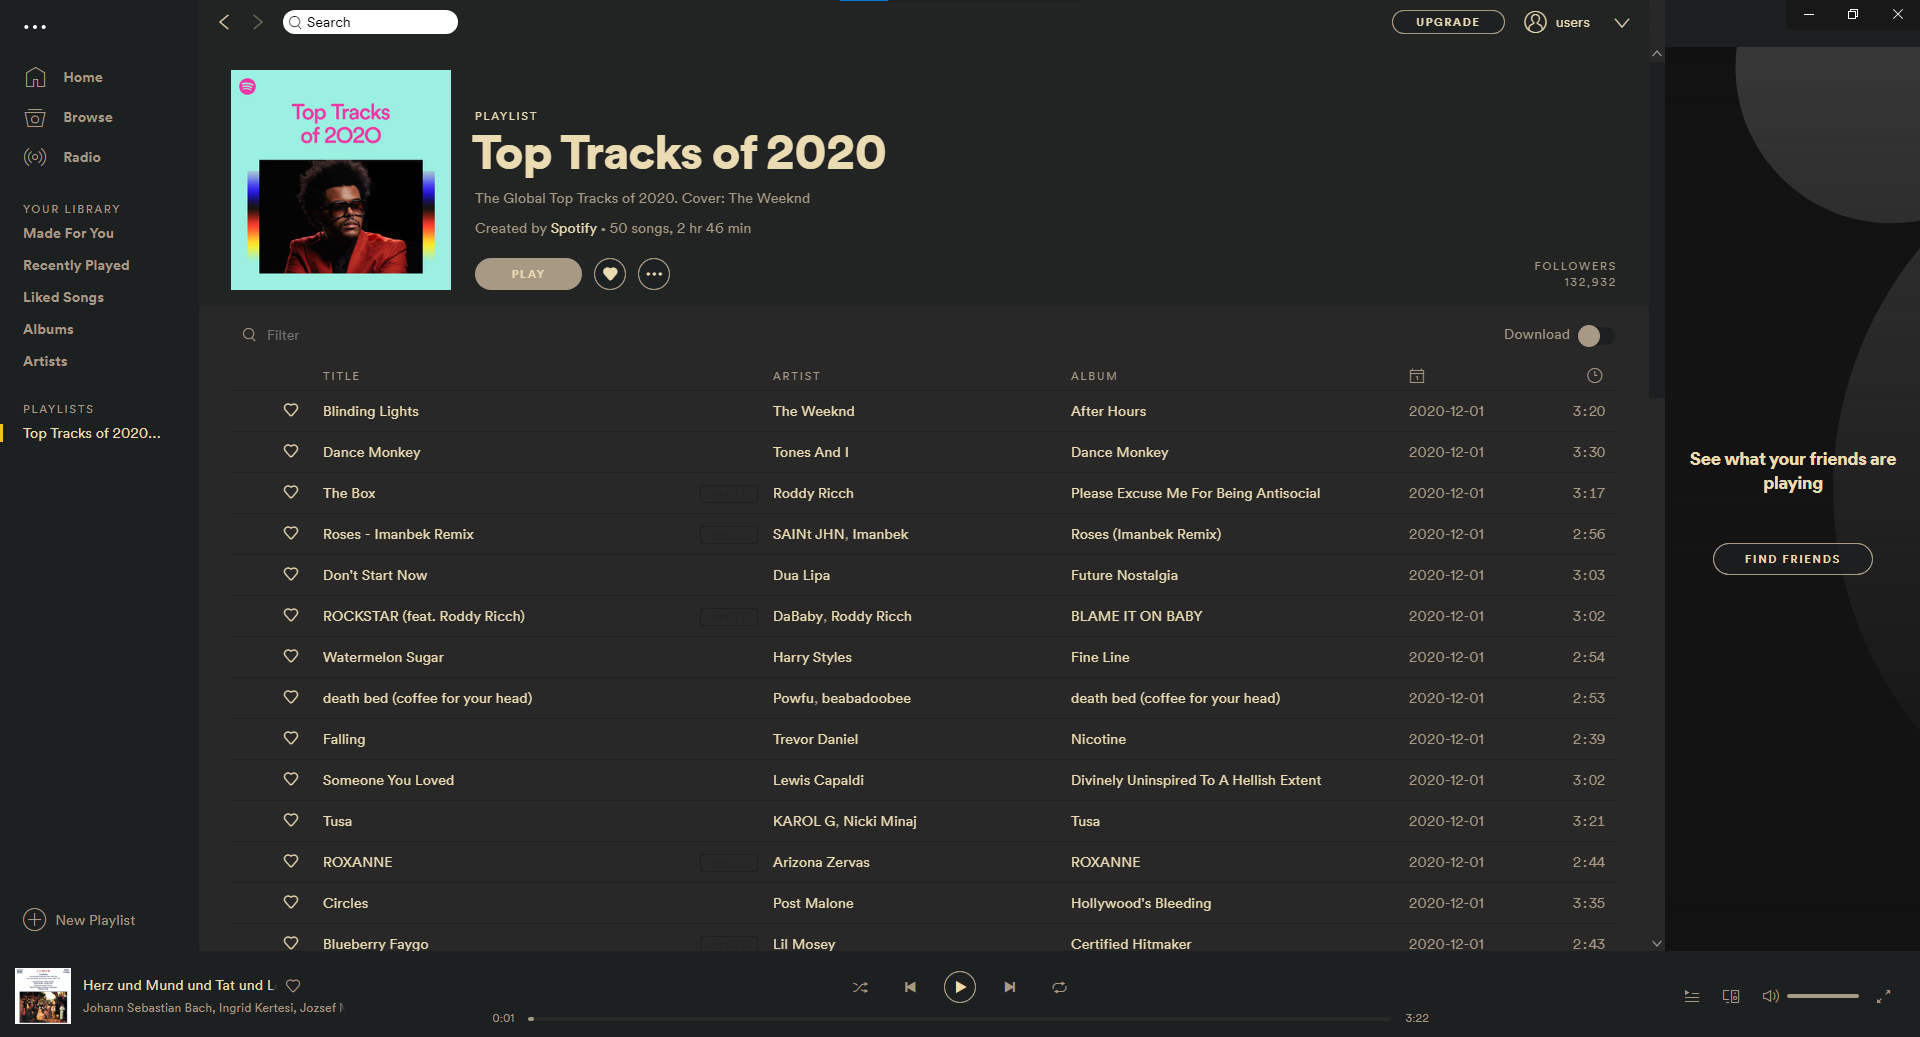 Search
UPGRADE
users
Home
Browse
Radio
YOUR LIBRARY
Made For You
Recently Played
Liked Songs
Albums
Artists
PLAYLISTS
Top Tracks of 2020...
New Playlist
Top Tracks
of 2020
PLAYLIST
Top Tracks of 2020
The Global Top Tracks of 2020. Cover: The Weeknd
Created by Spotify • 50 songs, 2 hr 46 min
PLAY
FOLLOWERS
132,932
Filter
Download
TITLE ARTIST ALBUM
Blinding Lights The Weeknd After Hours 2020-12-01 3:20
Dance Monkey Tones And I Dance Monkey 2020-12-01 3:30
The Box Roddy Ricch Please Excuse Me For Being Antisocial 2020-12-01 3:17
Roses - Imanbek Remix SAINt JHN, Imanbek Roses (Imanbek Remix) 2020-12-01 2:56
Don't Start Now Dua Lipa Future Nostalgia 2020-12-01 3:03
ROCKSTAR (feat. Roddy Ricch) DaBaby, Roddy Ricch BLAME IT ON BABY 2020-12-01 3:02
Watermelon Sugar Harry Styles Fine Line 2020-12-01 2:54
death bed (coffee for your head) Powfu, beabadoobee death bed (coffee for your head) 2020-12-01 2:53
Falling Trevor Daniel Nicotine 2020-12-01 2:39
Someone You Loved Lewis Capaldi Divinely Uninspired To A Hellish Extent 2020-12-01 3:02
Tusa KAROL G, Nicki Minaj Tusa 2020-12-01 3:21
ROXANNE Arizona Zervas ROXANNE 2020-12-01 2:44
Circles Post Malone Hollywood's Bleeding 2020-12-01 3:35
Blueberry Faygo Lil Mosey Certified Hitmaker 2020-12-01 2:43
See what your friends are
playing
FIND FRIENDS
Herz und Mund und Tat und L
Johann Sebastian Bach, Ingrid Kertesi, Jozsef
0:01
3:22